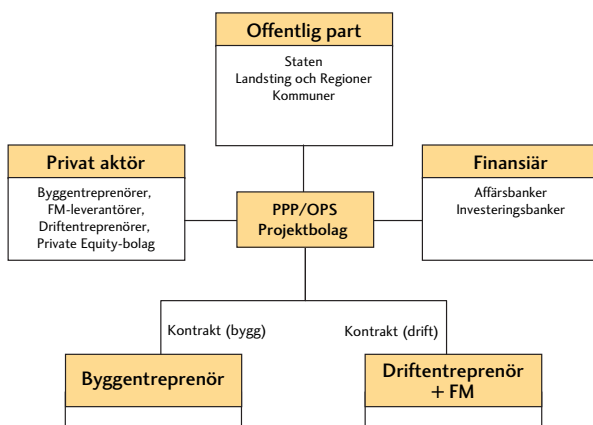 Offentlig part
Staten
Landsting och Regioner
Kommuner
Privat aktör
Byggentreprenörer,
FM-leverantörer,
Driftentreprenörer,
Private Equity-bolag
PPP/OPS
Projektbolag
Finansiär
Affärsbanker
Investeringsbanker
Kontrakt (bygg)
Kontrakt (drift)
Byggentreprenör
Driftentreprenör
+ FM